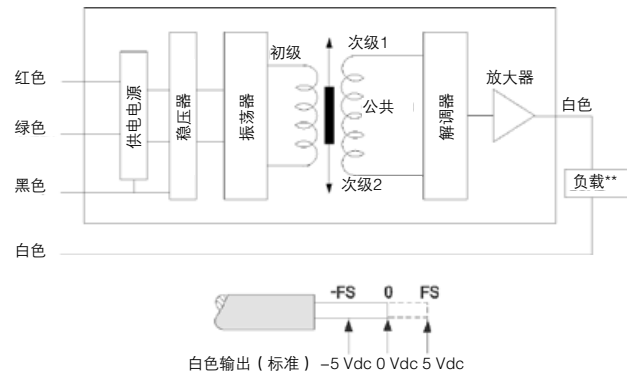 红色
绿色
黑色
白色
供电电源
稳压器
振荡器
初级
次级1
公共
次级2
解调器
放大器
白色
负载**
-FS 0 FS
白色输出（标准） –5 Vdc 0 Vdc 5 Vdc